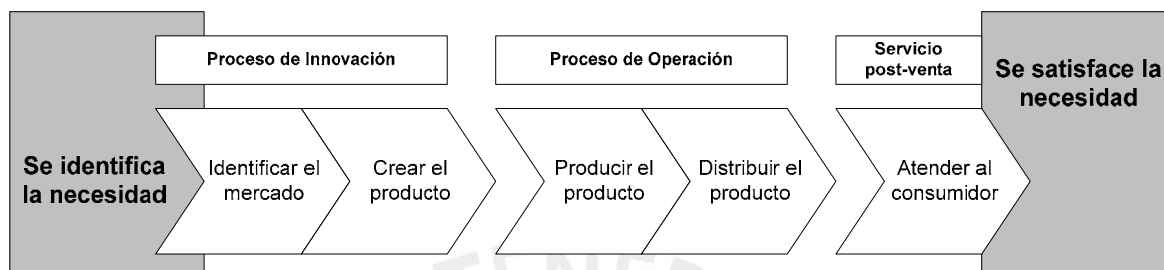 Proceso de Innovación
Proceso de Operación
Servicio
post-venta
Se identifica
la necesidad
Identificar el
mercado
Crear el
producto
Producir el
producto
Distribuir el
producto
Atender al
consumidor
Se satisface la
necesidad